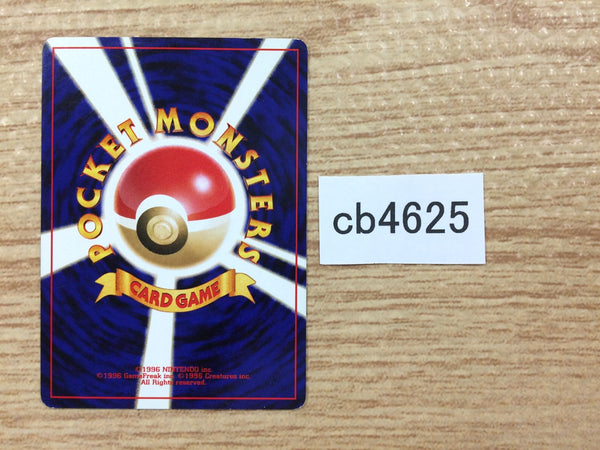 POCKET MONSTERS
CARD GAME
©1996 NINTENDO inc.
©1996 GameFreak inc. ©1996 Creatures inc.
All Rights reserved.
cb4625